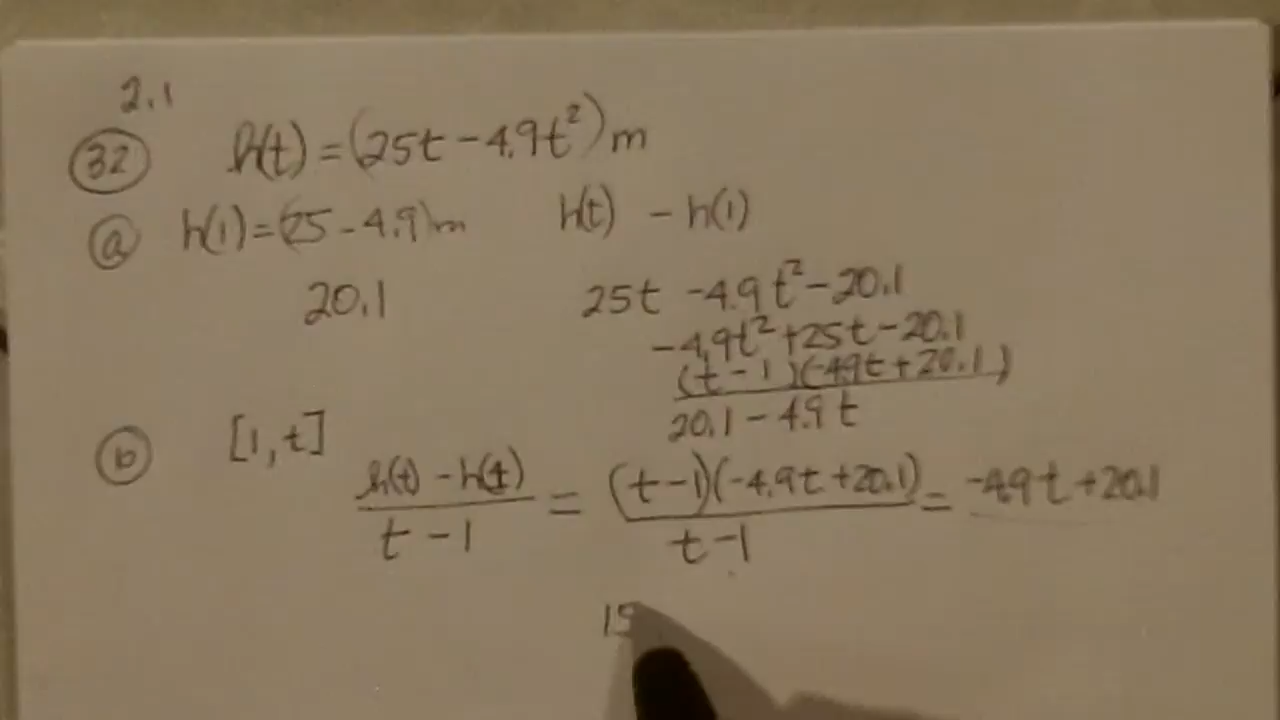 2.1
32 h(t) = (25t - 4.9t²)m
a h(1) = (25 - 4.9)m h(t) - h(1)
20.1 25t - 4.9t² - 20.1
-4.9t² + 25t - 20.1
(t - 1)(-4.9t + 20.1)
20.1 - 4.9t
b [1, t]
h(t) - h(1) / t - 1 = (t - 1)(-4.9t + 20.1) / t - 1 = -4.9t + 20.1
15